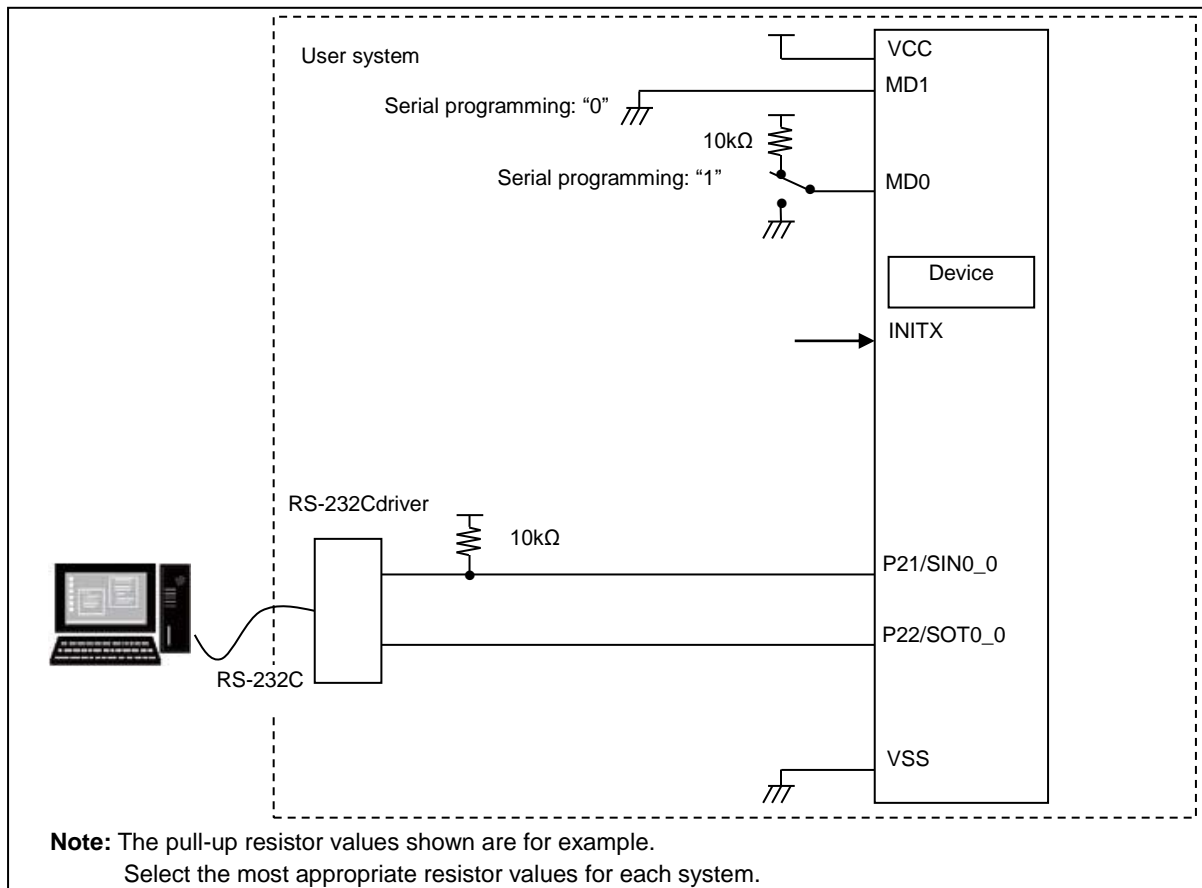 VCC
User system
MD1
Serial programming: “0”
10kΩ
Serial programming: “1”
MD0
Device
INITX
RS-232Cdriver
10kΩ
P21/SIN0_0
P22/SOT0_0
RS-232C
VSS
Note: The pull-up resistor values shown are for example.
Select the most appropriate resistor values for each system.